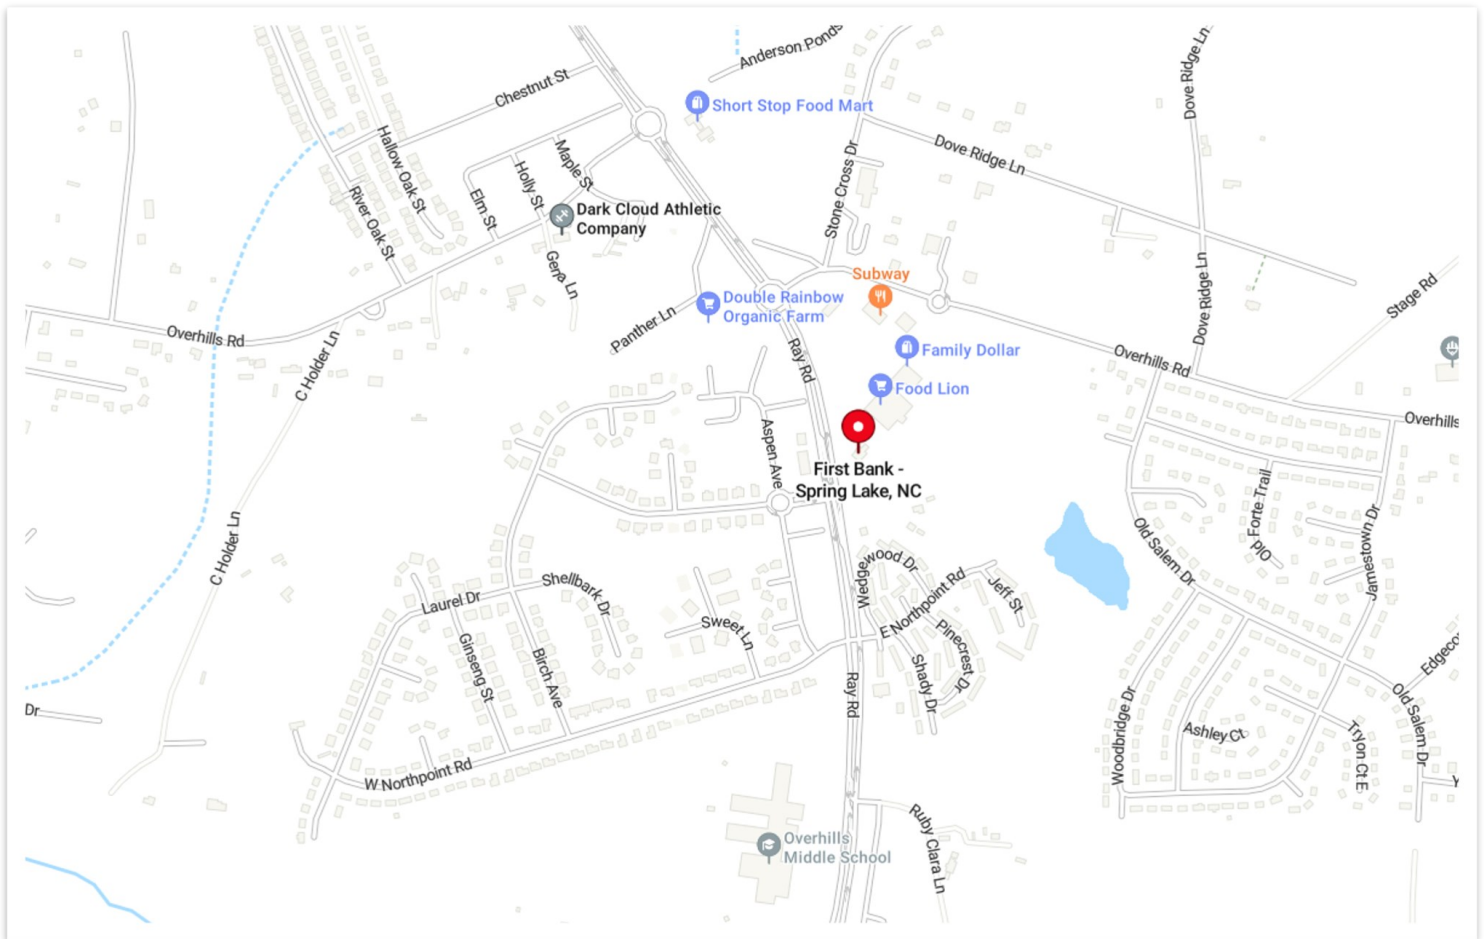 Anderson Ponds
Dove Ridge Ln
Chestnut St
Short Stop Food Mart
Hallow Oak St
Maple St
Dove Ridge Ln
Holly St
Elm St
Stone Cross Dr
River Oak St
Dark Cloud Athletic
Company
Gema Ln
Subway
Dove Ridge Ln
Stage Rd
Double Rainbow
Organic Farm
Panther Ln
Overhills Rd
C Holder Ln
Ray Rd
Family Dollar
Overhills Rd
Food Lion
Overhills
Aspen Ave
First Bank -
Spring Lake, NC
Old Forte Trail
C Holder Ln
Old Salem Dr
Jamestown Dr
Wedgewood Dr
E Northpoint Rd
Jeff St
Shellbark Dr
Laurel Dr
Sweet Ln
Pinecrest Dr
Ginseng St
Birch Ave
Shady Dr
Edgeco
Ray Rd
Dr
Woodbridge Dr
Old Salem Dr
Ashley Ct
Tryon Ct E
W Northpoint Rd
Y
Overhills
Middle School
Ruby Clara Ln